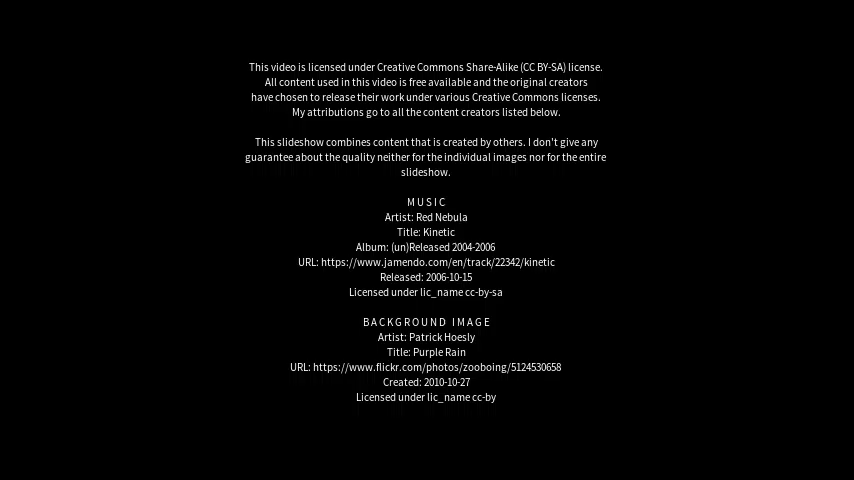 This video is licensed under Creative Commons Share-Alike (CC BY-SA) license.
All content used in this video is free available and the original creators
have chosen to release their work under various Creative Commons licenses.
My attributions go to all the content creators listed below.
This slideshow combines content that is created by others. I don't give any
guarantee about the quality neither for the individual images nor for the entire
slideshow.
MUSIC
Artist: Red Nebula
Title: Kinetic
Album: (un)Released 2004-2006
URL: https://www.jamendo.com/en/track/22342/kinetic
Released: 2006-10-15
Licensed under lic_name cc-by-sa
BACKGROUND IMAGE
Artist: Patrick Hoesly
Title: Purple Rain
URL: https://www.flickr.com/photos/zooboing/5124530658
Created: 2010-10-27
Licensed under lic_name cc-by